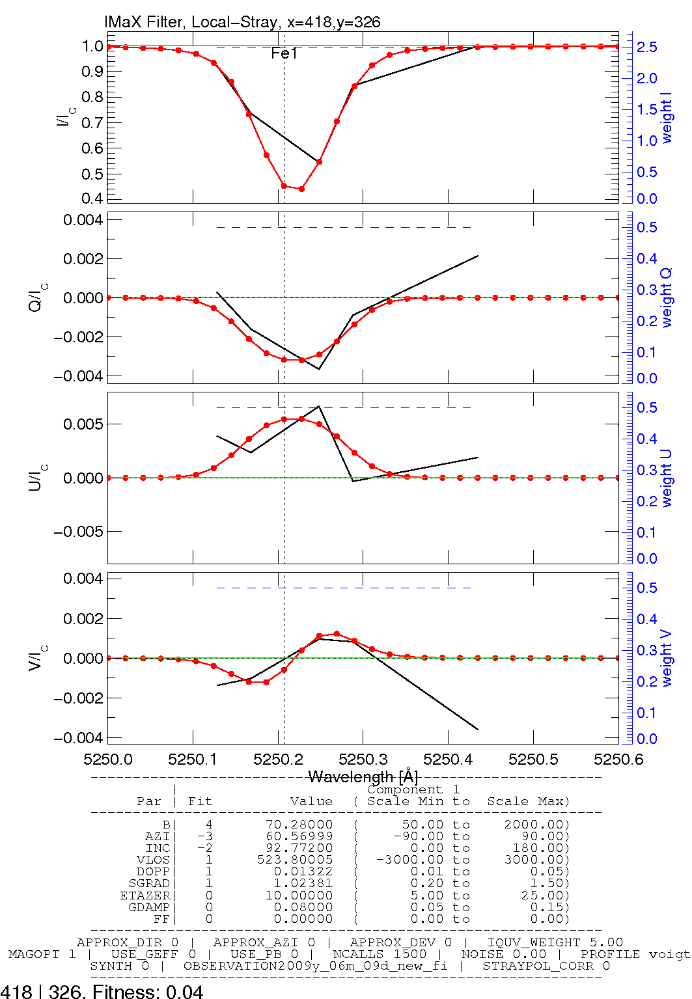 IMaX Filter, Local-Stray, x=418,y=326
Fe1
1.0
0.9
0.8
0.7
0.6
0.5
0.4
I/I_C
2.5
2.0
1.5
1.0
0.5
0.0
weight I
0.004
0.002
0.000
-0.002
-0.004
Q/I_C
0.5
0.4
0.3
0.2
0.1
0.0
weight Q
0.005
0.000
-0.005
U/I_C
0.5
0.4
0.3
0.2
0.1
0.0
weight U
0.004
0.002
0.000
-0.002
-0.004
V/I_C
0.5
0.4
0.3
0.2
0.1
0.0
weight V
5250.0 5250.1 5250.2 5250.3 5250.4 5250.5 5250.6
Wavelength [Å]
| Component 1
Par | Fit Value ( Scale Min to Scale Max)
B| 4 70.28000 ( 50.00 to 2000.00)
AZI| -3 60.56999 ( -90.00 to 90.00)
INC| -2 92.77200 ( 0.00 to 180.00)
VLOS| 1 523.80005 ( -3000.00 to 3000.00)
DOPP| 1 0.01322 ( 0.01 to 0.05)
SGRAD| 1 1.02381 ( 0.20 to 1.50)
ETAZER| 0 10.00000 ( 5.00 to 25.00)
GDAMP| 0 0.08000 ( 0.05 to 0.15)
FF| 0 0.00000 ( 0.00 to 0.00)
APPROX_DIR 0 | APPROX_AZI 0 | APPROX_DEV 0 | IQUV_WEIGHT 5.00
MAGOPT 1 | USE_GEFF 0 | USE_PB 0 | NCALLS 1500 | NOISE 0.00 | PROFILE voigt
SYNTH 0 | OBSERVATION2009y_06m_09d_new_fi | STRAYPOL_CORR 0
418 | 326, Fitness: 0.04